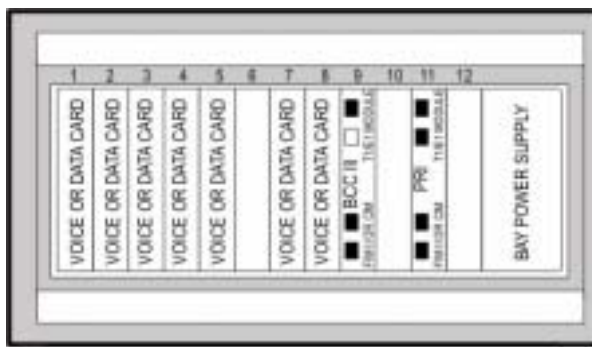 1 2 3 4 5 6 7 8 9 10 11 12
VOICE OR DATA CARD
VOICE OR DATA CARD
VOICE OR DATA CARD
VOICE OR DATA CARD
VOICE OR DATA CARD
VOICE OR DATA CARD
VOICE OR DATA CARD
BCC III
T1/E1 MODULE
PRI
T1/E1 MODULE
BAY POWER SUPPLY